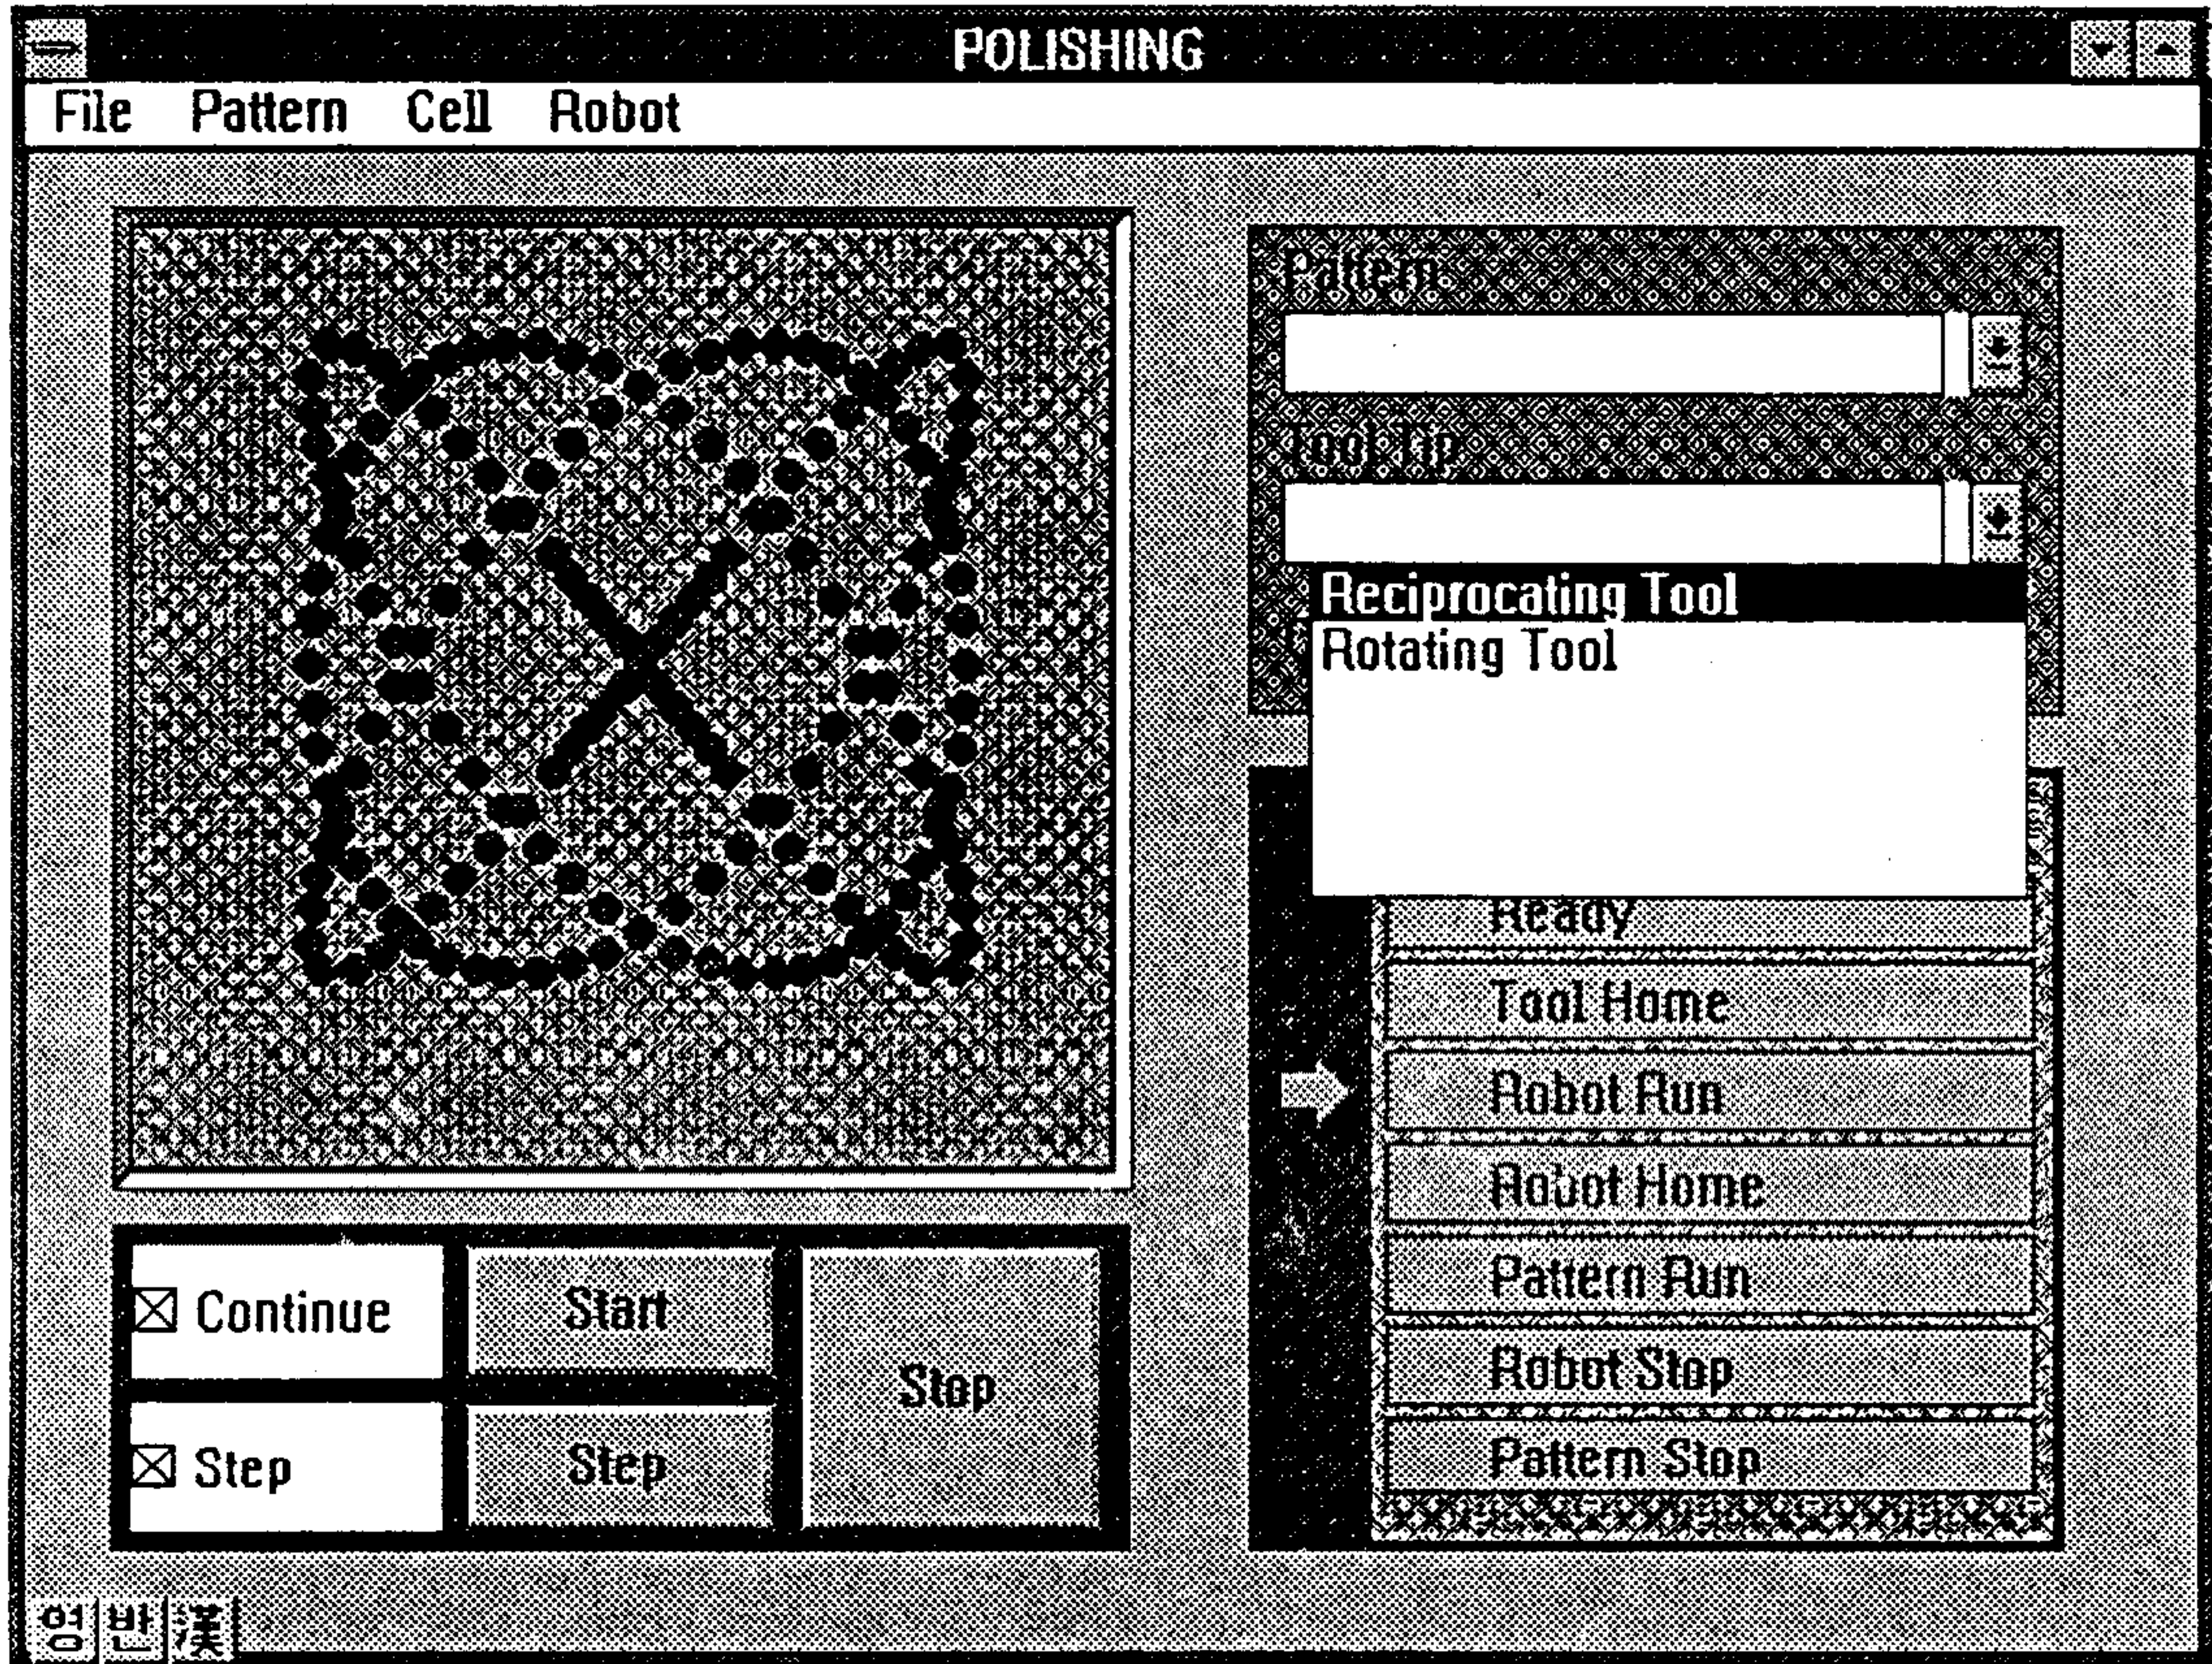 POLISHING
File Pattern Cell Robot
Pattern
Tool Tip
Reciprocating Tool
Rotating Tool
Ready
Tool Home
Robot Run
Robot Home
Pattern Run
Robot Stop
Pattern Stop
Continue
Start
Stop
Step
Step
영 반 漢